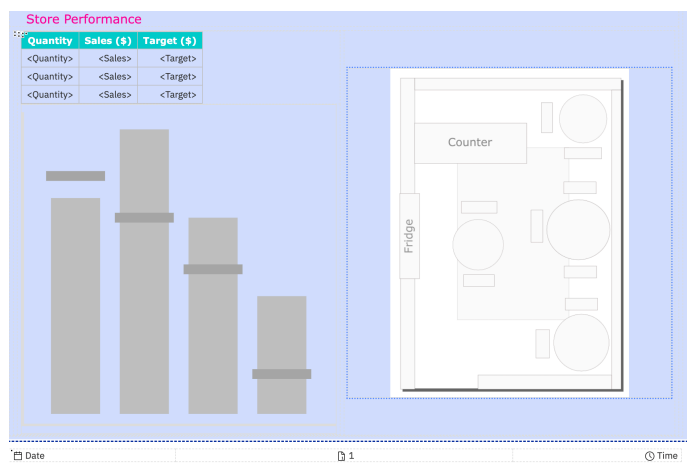 Store Performance
Quantity Sales ($) Target ($)
<Quantity> <Sales> <Target>
<Quantity> <Sales> <Target>
<Quantity> <Sales> <Target>
Counter
Fridge
Date 1 Time